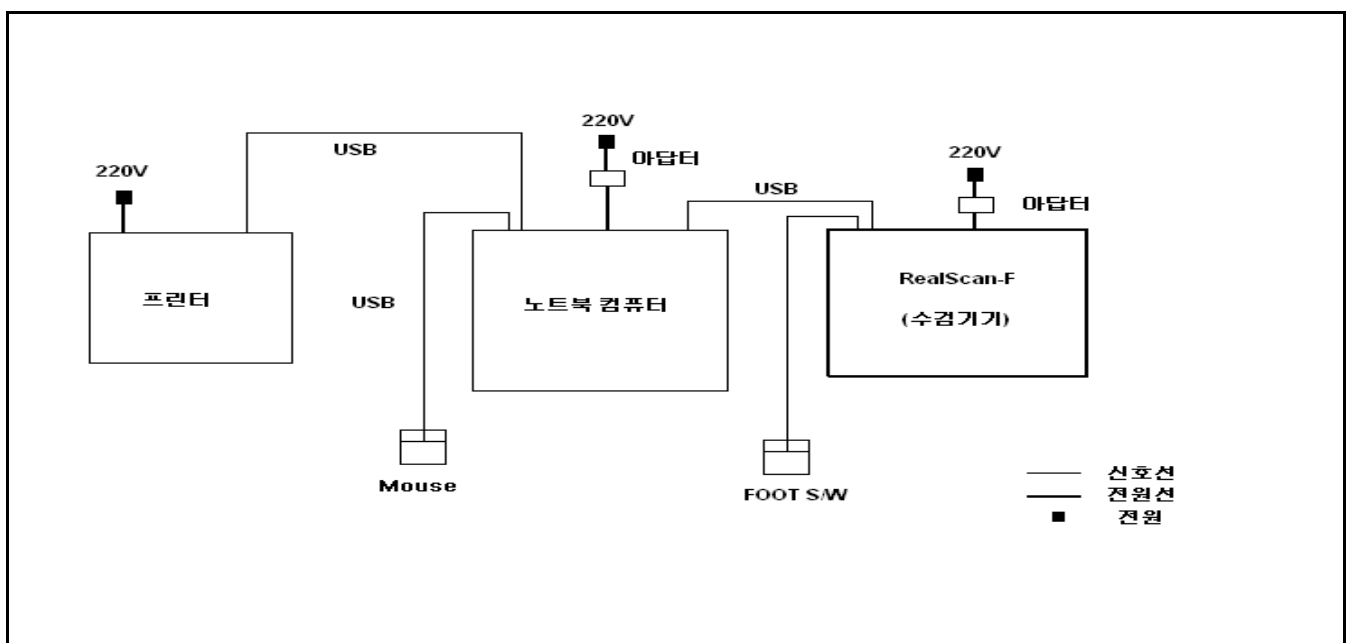 220V
USB
220V
아답터
USB
220V
아답터
프린터
USB
노트북 컴퓨터
RealScan-F
(수검기기)
Mouse
FOOT S/W
신호선
전원선
전원